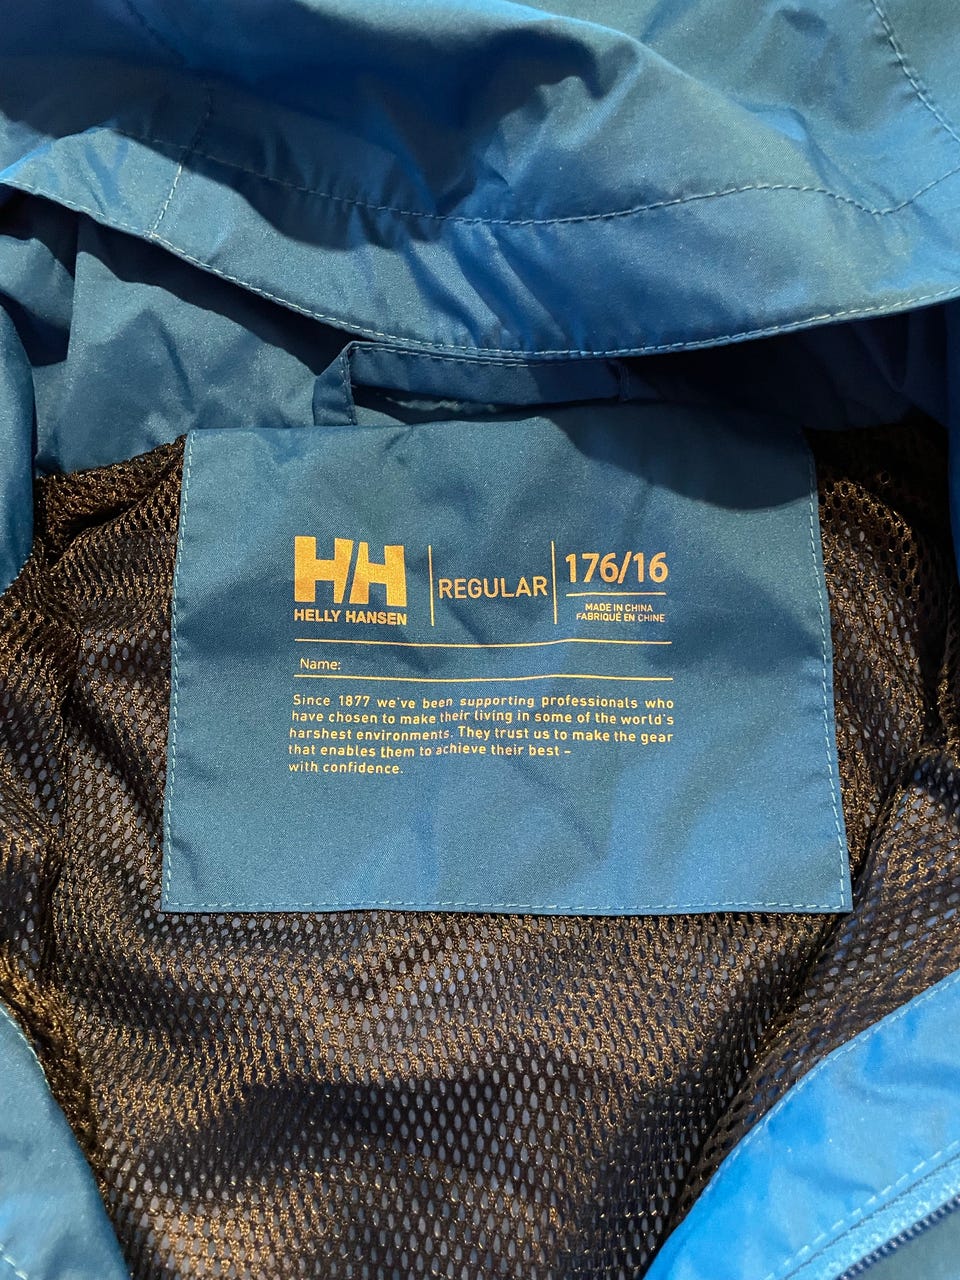 HH
HELLY HANSEN
REGULAR
176/16
MADE IN CHINA
FABRIQUÉ EN CHINE
Name:
Since 1877 we've been supporting professionals who
have chosen to make their living in some of the world's
harshest environments. They trust us to make the gear
that enables them to achieve their best –
with confidence.